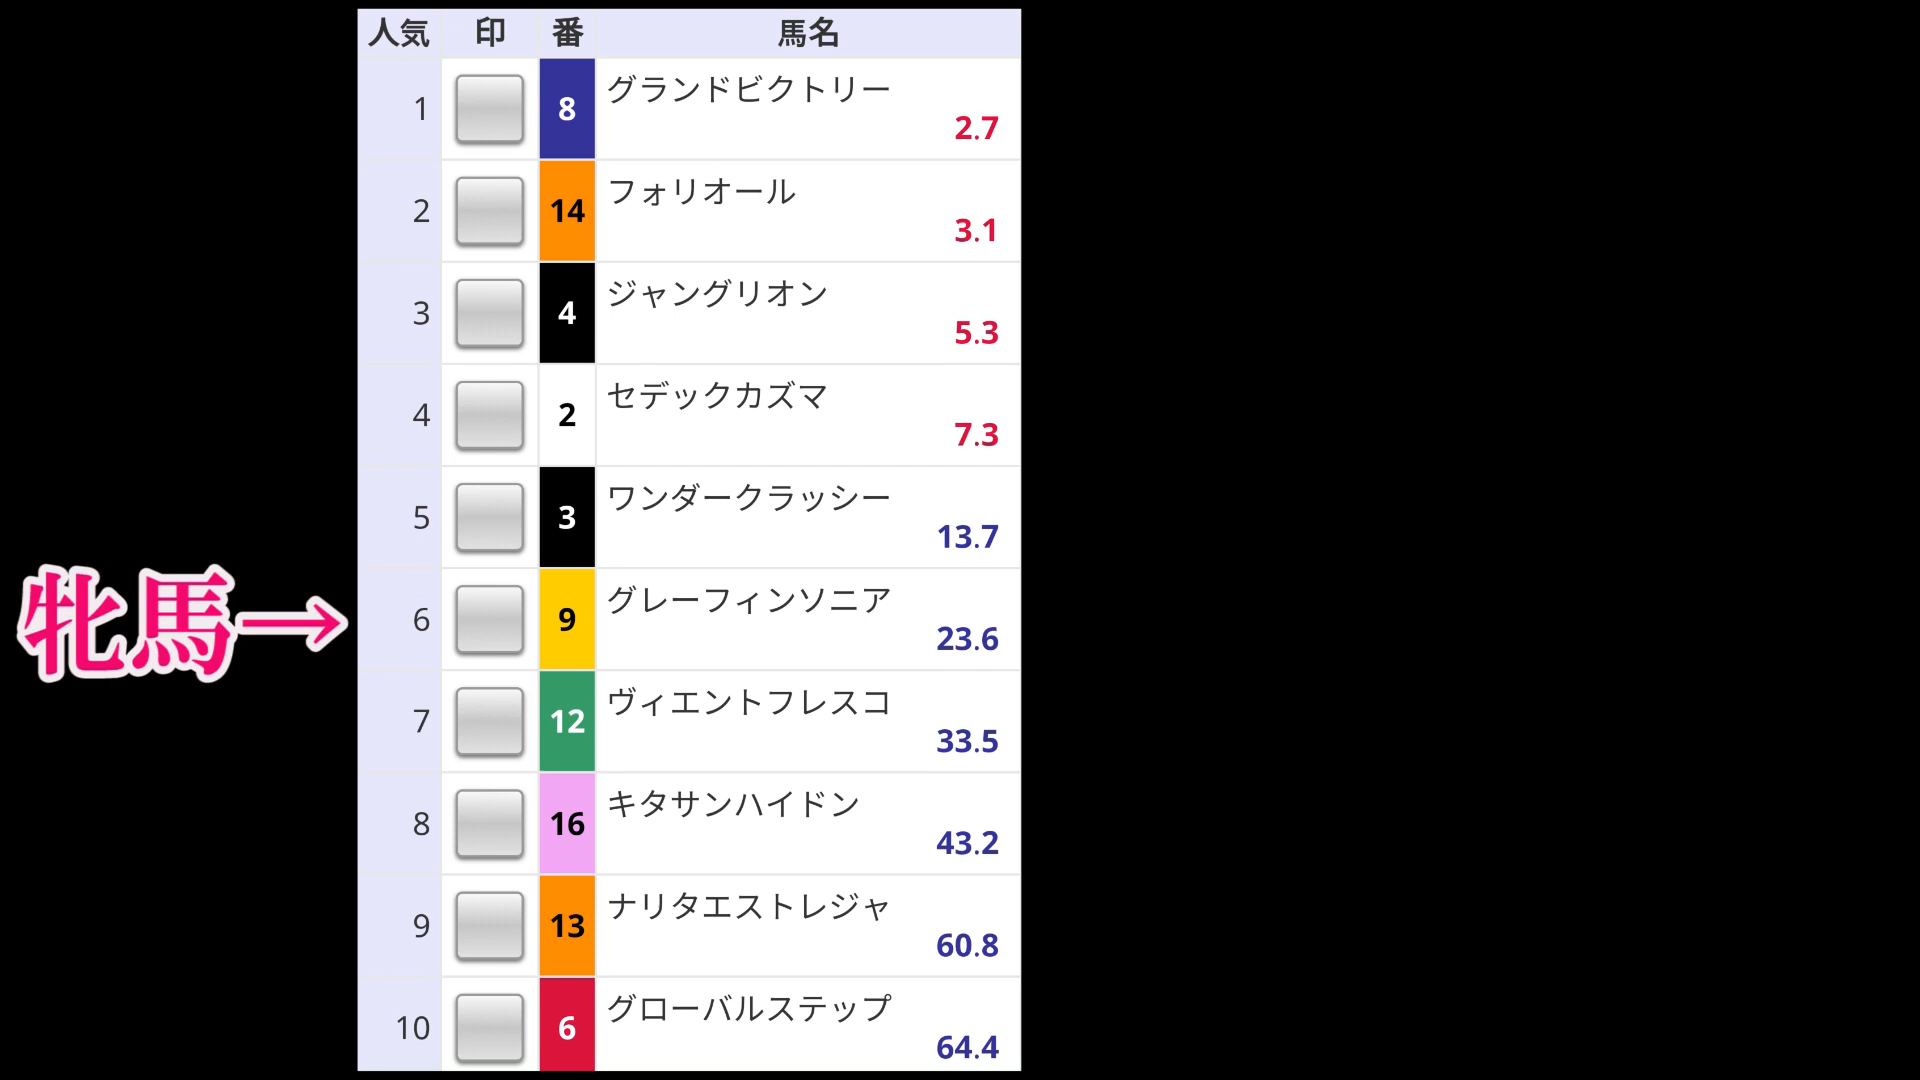 人気 印 番 馬名
1 8 グランドビクトリー
2.7
2 14 フォリオール
3.1
3 4 ジャングリオン
5.3
4 2 セデックカズマ
7.3
5 3 ワンダークラッシー
13.7
牝馬→ 6 9 グレーフィンソニア
23.6
7 12 ヴィエントフレスコ
33.5
8 16 キタサンハイドン
43.2
9 13 ナリタエストレジャ
60.8
10 6 グローバルステップ
64.4